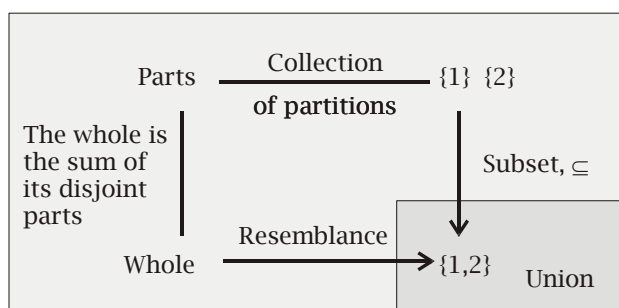 Parts
Collection
of partitions
{1} {2}
The whole is
the sum of
its disjoint
parts
Subset, ⊆
Whole
Resemblance
{1,2}
Union